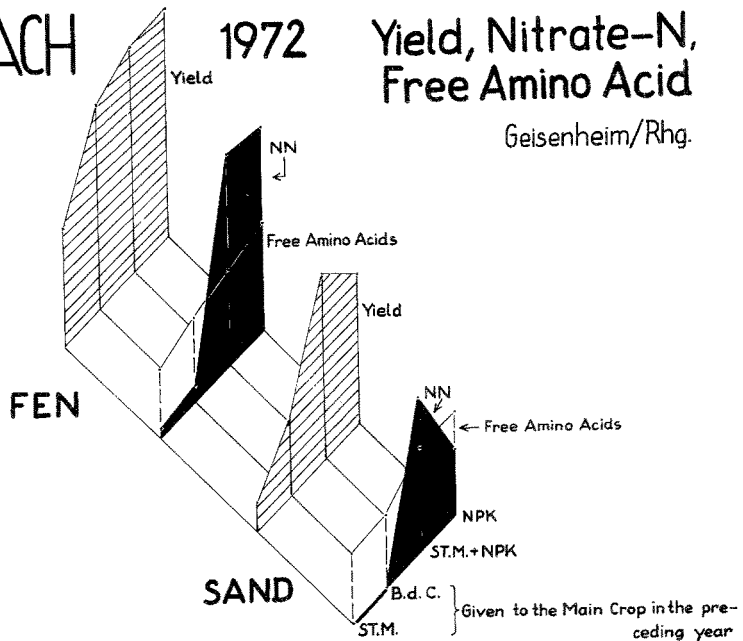 ACH 1972 Yield, Nitrate-N,
Free Amino Acid
Geisenheim/Rhg.
Yield
NN
Free Amino Acids
Yield
FEN
NN
Free Amino Acids
NPK
ST.M.+NPK
SAND
B.d.C.
ST.M.
Given to the Main Crop in the pre-
ceding year